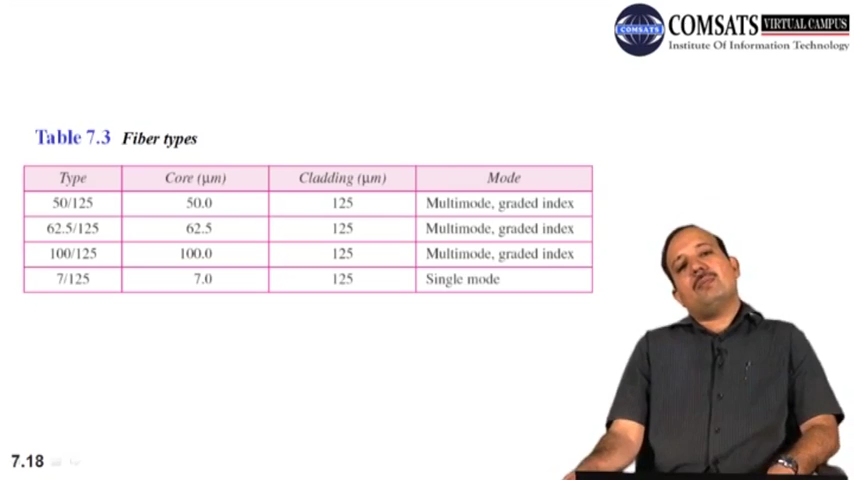 COMSATS
COMSATS VIRTUAL CAMPUS
Institute Of Information Technology
Table 7.3 Fiber types
Type Core (µm) Cladding (µm) Mode
50/125 50.0 125 Multimode, graded index
62.5/125 62.5 125 Multimode, graded index
100/125 100.0 125 Multimode, graded index
7/125 7.0 125 Single mode
7.18